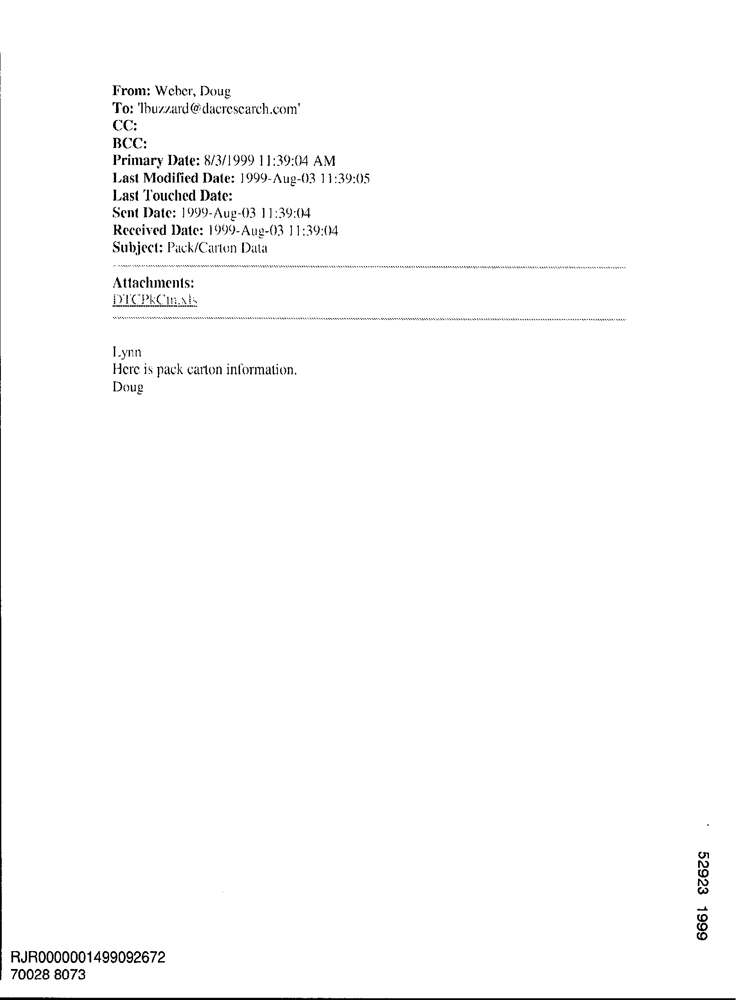 From: Weber, Doug
To: 'lbuzzard@dacresearch.com'
CC:
BCC:
Primary Date: 8/3/1999 11:39:04 AM
Last Modified Date: 1999-Aug-03 11:39:05
Last Touched Date:
Sent Date: 1999-Aug-03 11:39:04
Received Date: 1999-Aug-03 11:39:04
Subject: Pack/Carton Data
Attachments:
DTCPkCtn.xls
Lynn
Here is pack carton information.
Doug
52923 1999
RJR0000001499092672
70028 8073